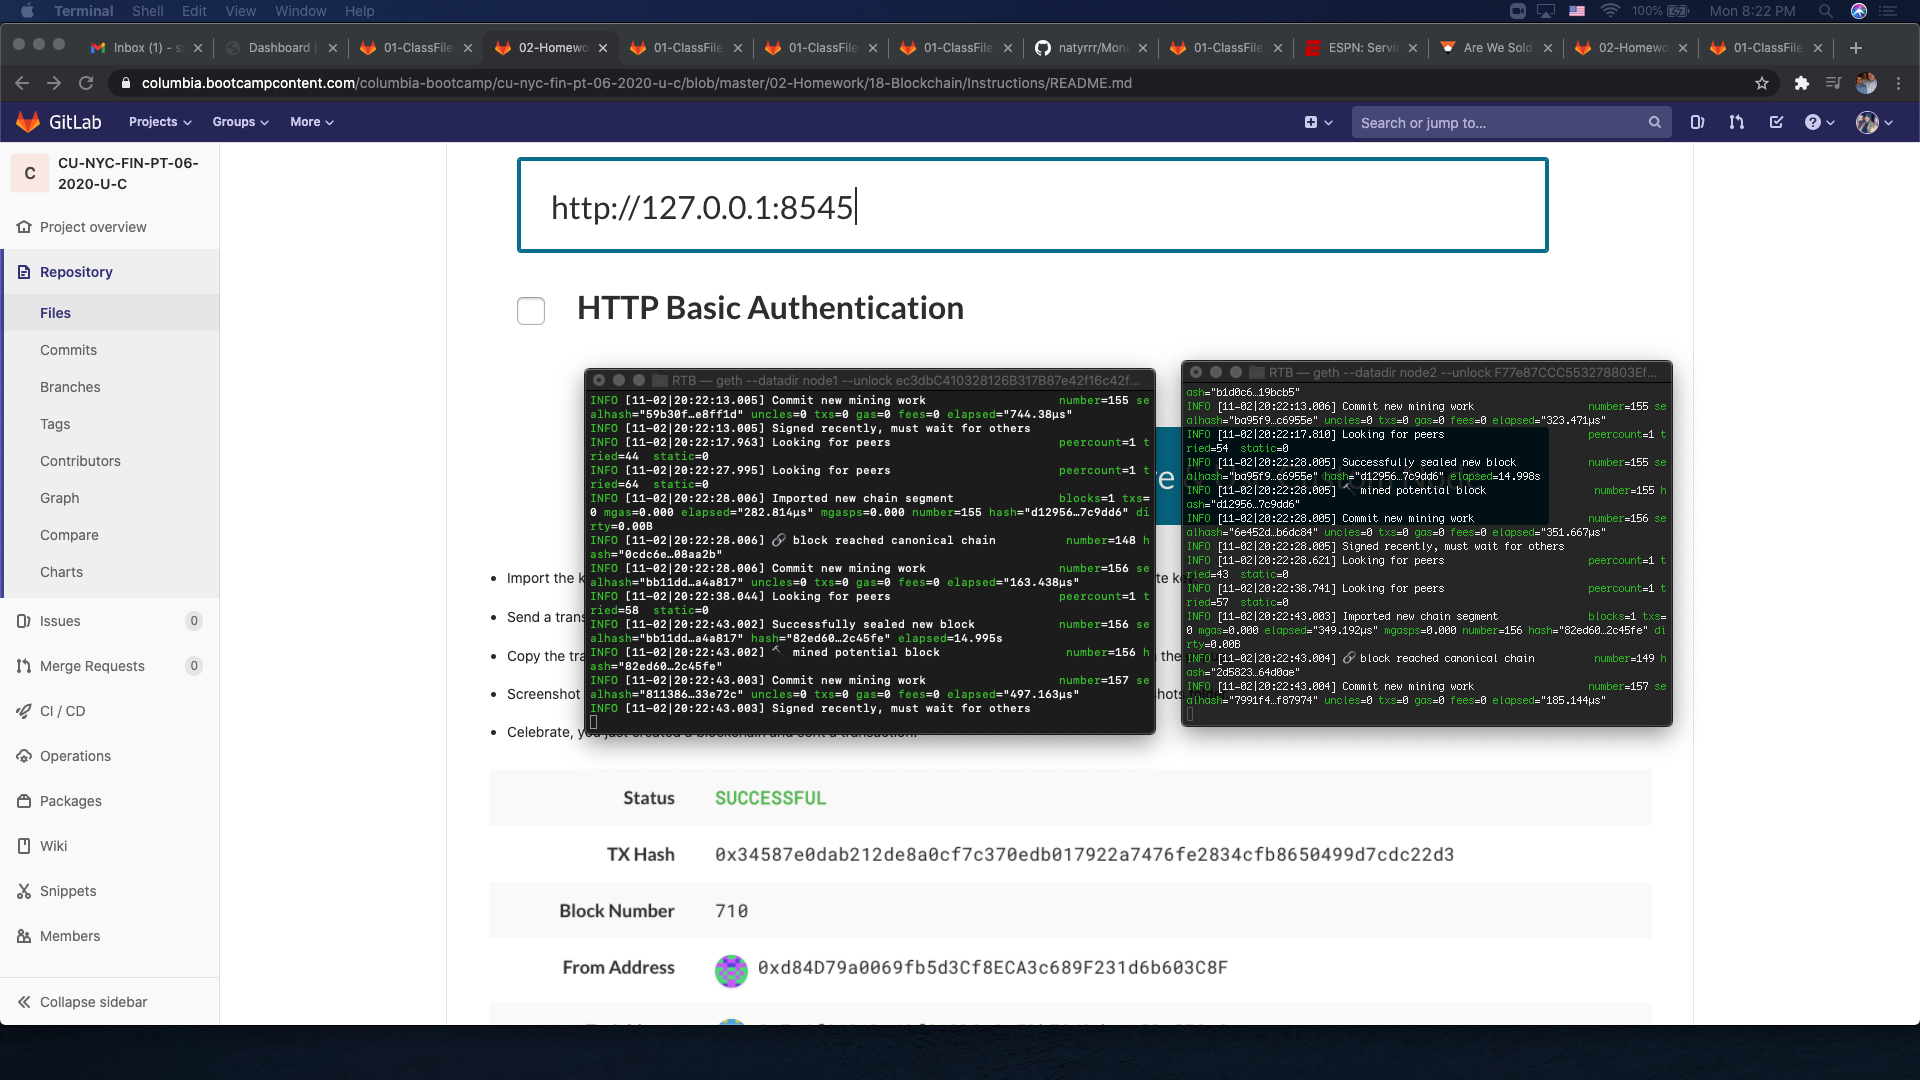 Terminal Shell Edit View Window Help 100% Mon 8:22 PM
Inbox (1) - s Dashboard 01-ClassFile 02-Homewo 01-ClassFile 01-ClassFile 01-ClassFile natyrrr/Mone 01-ClassFile ESPN: Servin Are We Sold 02-Homewo 01-ClassFile
columbia.bootcampcontent.com/columbia-bootcamp/cu-nyc-fin-pt-06-2020-u-c/blob/master/02-Homework/18-Blockchain/Instructions/README.md
GitLab Projects Groups More Search or jump to...
C CU-NYC-FIN-PT-06-
2020-U-C
Project overview
Repository
Files
Commits
Branches
Tags
Contributors
Graph
Compare
Charts
Issues 0
Merge Requests 0
CI / CD
Operations
Packages
Wiki
Snippets
Members
Collapse sidebar
http://127.0.0.1:8545
HTTP Basic Authentication
RTB — geth --datadir node1 --unlock ec3dbC410328126B317B87e42f16c42f...
INFO [11-02|20:22:13.005] Commit new mining work number=155 se
alhash="59b30f…e8ff1d" uncles=0 txs=0 gas=0 fees=0 elapsed="744.38µs"
INFO [11-02|20:22:13.005] Signed recently, must wait for others
INFO [11-02|20:22:17.963] Looking for peers peercount=1 t
ried=44 static=0
INFO [11-02|20:22:27.995] Looking for peers peercount=1 t
ried=64 static=0
INFO [11-02|20:22:28.006] Imported new chain segment blocks=1 txs=
0 mgas=0.000 elapsed="282.814µs" mgasps=0.000 number=155 hash="d12956…7c9dd6" di
rty=0.00B
INFO [11-02|20:22:28.006] 🔗 block reached canonical chain number=148 h
ash="0cdc6e…08aa2b"
INFO [11-02|20:22:28.006] Commit new mining work number=156 se
alhash="bb11dd…a4a817" uncles=0 txs=0 gas=0 fees=0 elapsed="163.438µs"
INFO [11-02|20:22:38.044] Looking for peers peercount=1 t
ried=58 static=0
INFO [11-02|20:22:43.002] Successfully sealed new block number=156 se
alhash="bb11dd…a4a817" hash="82ed60…2c45fe" elapsed=14.995s
INFO [11-02|20:22:43.002] 🔨 mined potential block number=156 h
ash="82ed60…2c45fe"
INFO [11-02|20:22:43.003] Commit new mining work number=157 se
alhash="811386…33e72c" uncles=0 txs=0 gas=0 fees=0 elapsed="497.163µs"
INFO [11-02|20:22:43.003] Signed recently, must wait for others
RTB — geth --datadir node2 --unlock F77e87CCC553278803Ef...
ash="b1d0c6…19bcb5"
INFO [11-02|20:22:13.006] Commit new mining work number=155 se
alhash="ba95f9…c6955e" uncles=0 txs=0 gas=0 fees=0 elapsed="323.471µs"
INFO [11-02|20:22:17.810] Looking for peers peercount=1 t
ried=54 static=0
INFO [11-02|20:22:28.005] Successfully sealed new block number=155 se
alhash="ba95f9…c6955e" hash="d12956…7c9dd6" elapsed=14.998s
INFO [11-02|20:22:28.005] 🔨 mined potential block number=155 h
ash="d12956…7c9dd6"
INFO [11-02|20:22:28.005] Commit new mining work number=156 se
alhash="6e452d…b6dc84" uncles=0 txs=0 gas=0 fees=0 elapsed="351.667µs"
INFO [11-02|20:22:28.005] Signed recently, must wait for others
INFO [11-02|20:22:28.621] Looking for peers peercount=1 t
ried=43 static=0
INFO [11-02|20:22:38.741] Looking for peers peercount=1 t
ried=57 static=0
INFO [11-02|20:22:43.003] Imported new chain segment blocks=1 txs=
0 mgas=0.000 elapsed="349.192µs" mgasps=0.000 number=156 hash="82ed60…2c45fe" di
rty=0.00B
INFO [11-02|20:22:43.004] 🔗 block reached canonical chain number=149 h
ash="2d5823…64d0ae"
INFO [11-02|20:22:43.004] Commit new mining work number=157 se
alhash="7991f4…f87974" uncles=0 txs=0 gas=0 fees=0 elapsed="185.144µs"
Import the k
Send a trans
Copy the tra
Screenshot
Celebrate, you just created a blockchain and sent a transaction!
Status SUCCESSFUL
TX Hash 0x34587e0dab212de8a0cf7c370edb017922a7476fe2834cfb8650499d7cdc22d3
Block Number 710
From Address 0xd84D79a0069fb5d3Cf8ECA3c689F231d6b603C8F